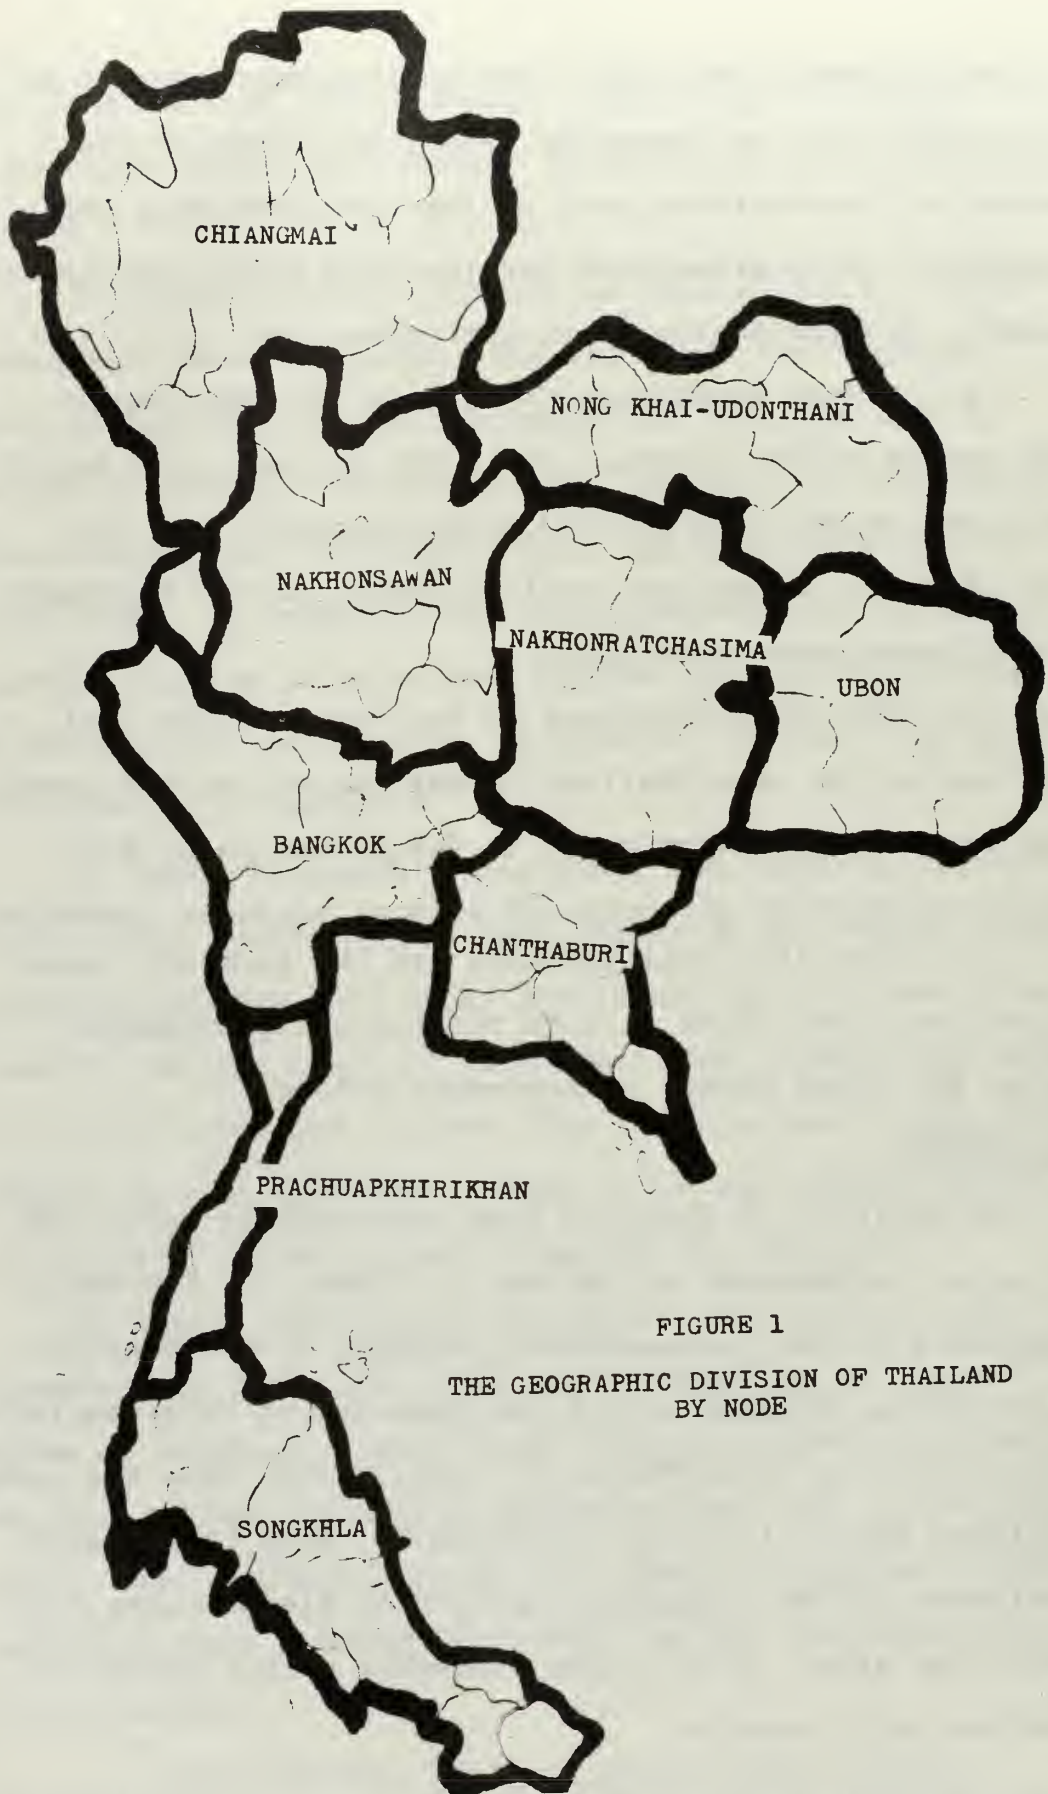 CHIANGMAI
NONG KHAI-UDONTHANI
NAKHONSAWAN
NAKHONRATCHASIMA
UBON
BANGKOK
CHANTHABURI
PRACHUAPKHIRIKHAN
FIGURE 1
THE GEOGRAPHIC DIVISION OF THAILAND
BY NODE
SONGKHLA